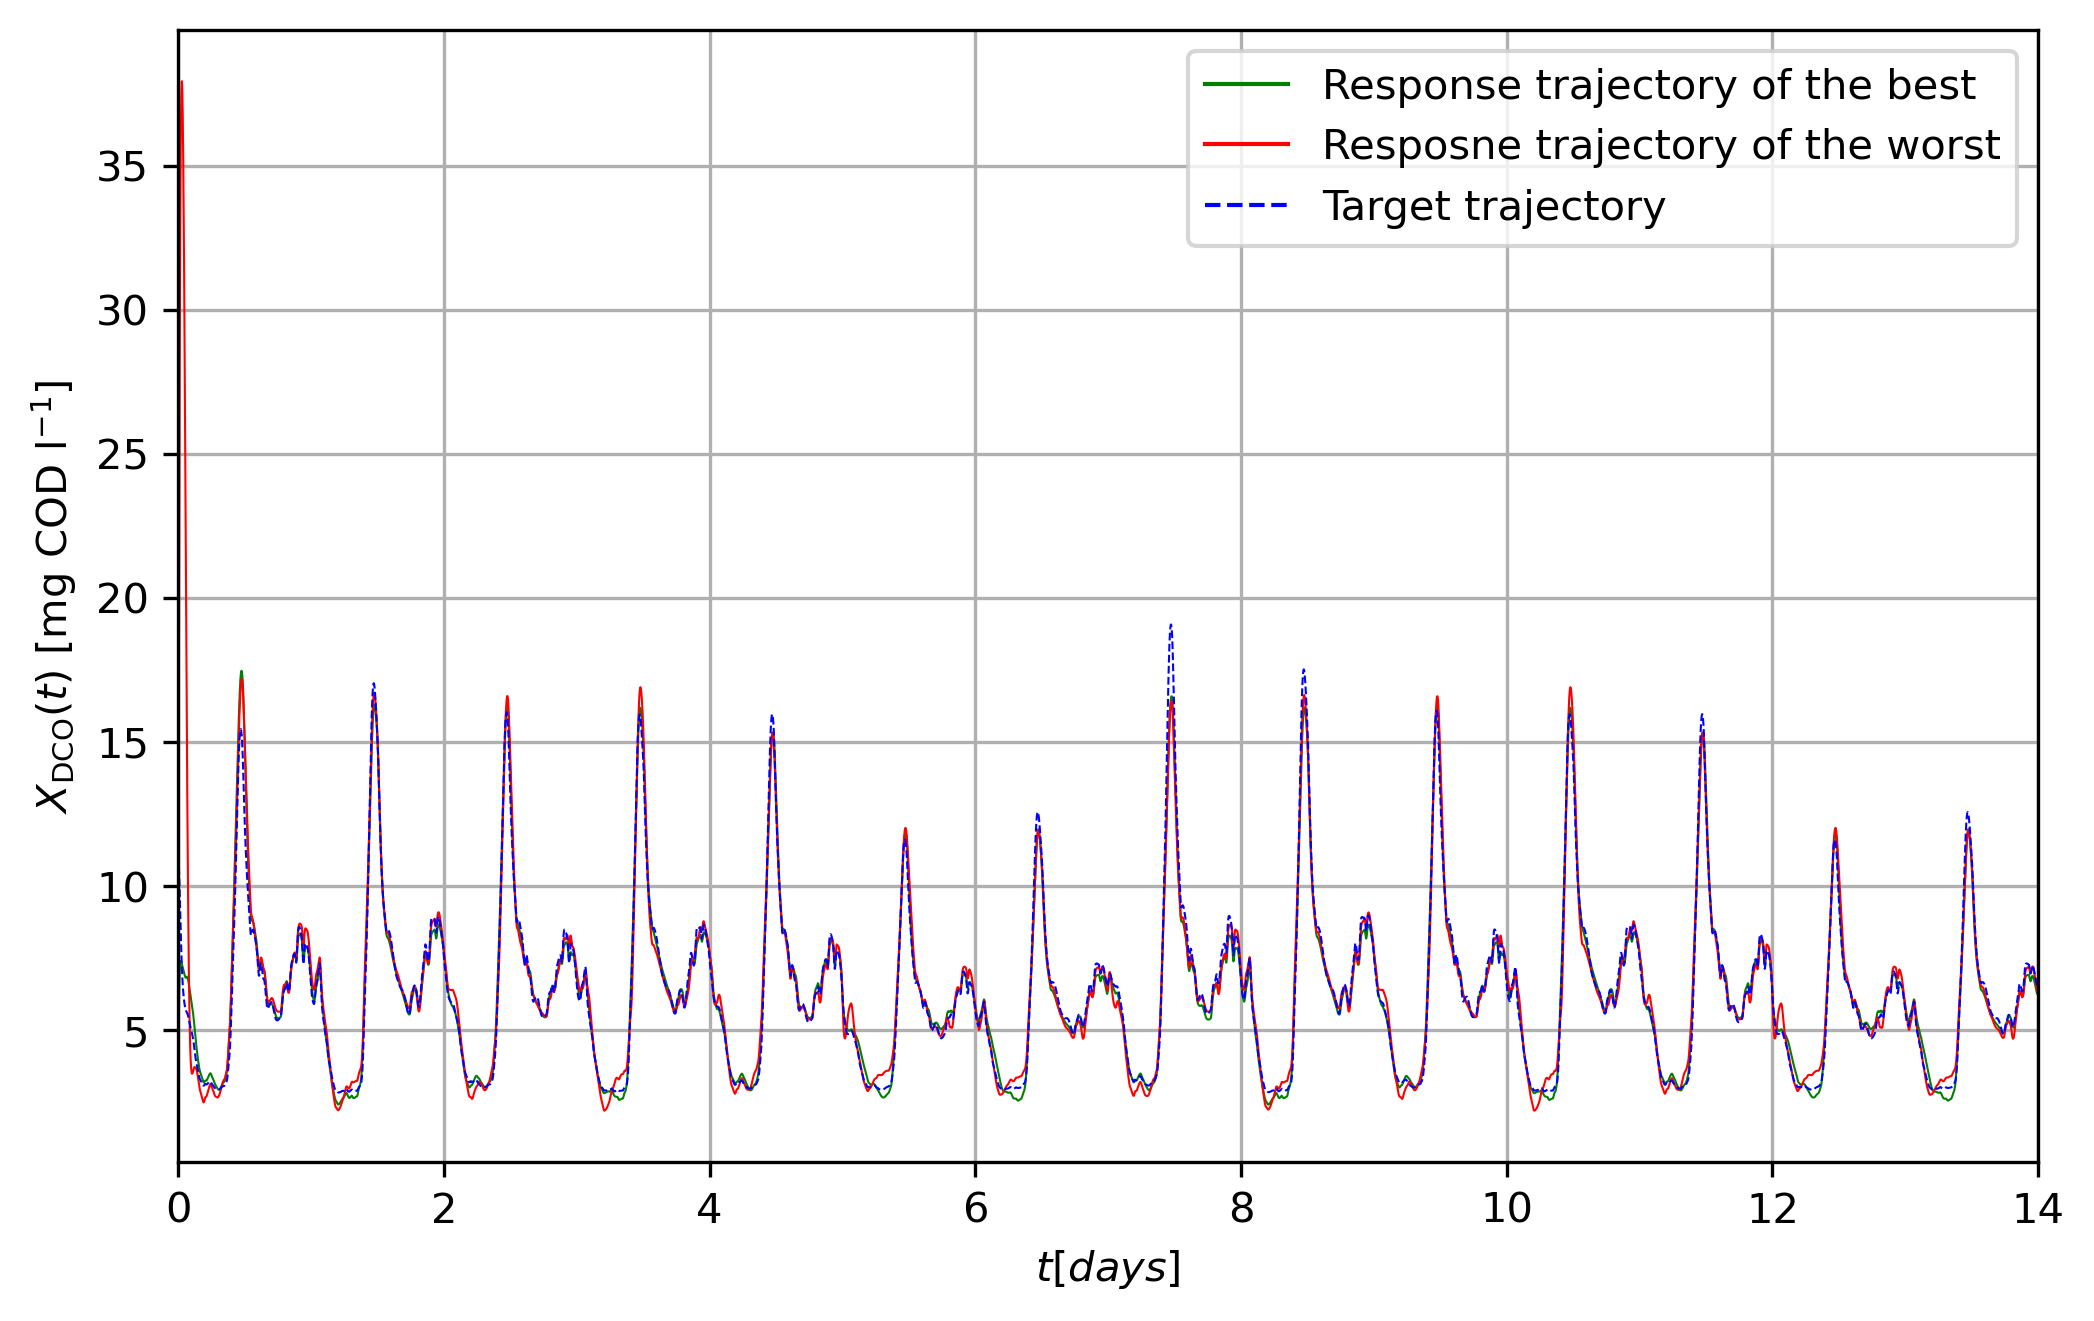 Response trajectory of the best
Resposne trajectory of the worst
Target trajectory
X_DCO(t) [mg COD l⁻¹]
35
30
25
20
15
10
5
0 2 4 6 8 10 12 14
t[days]